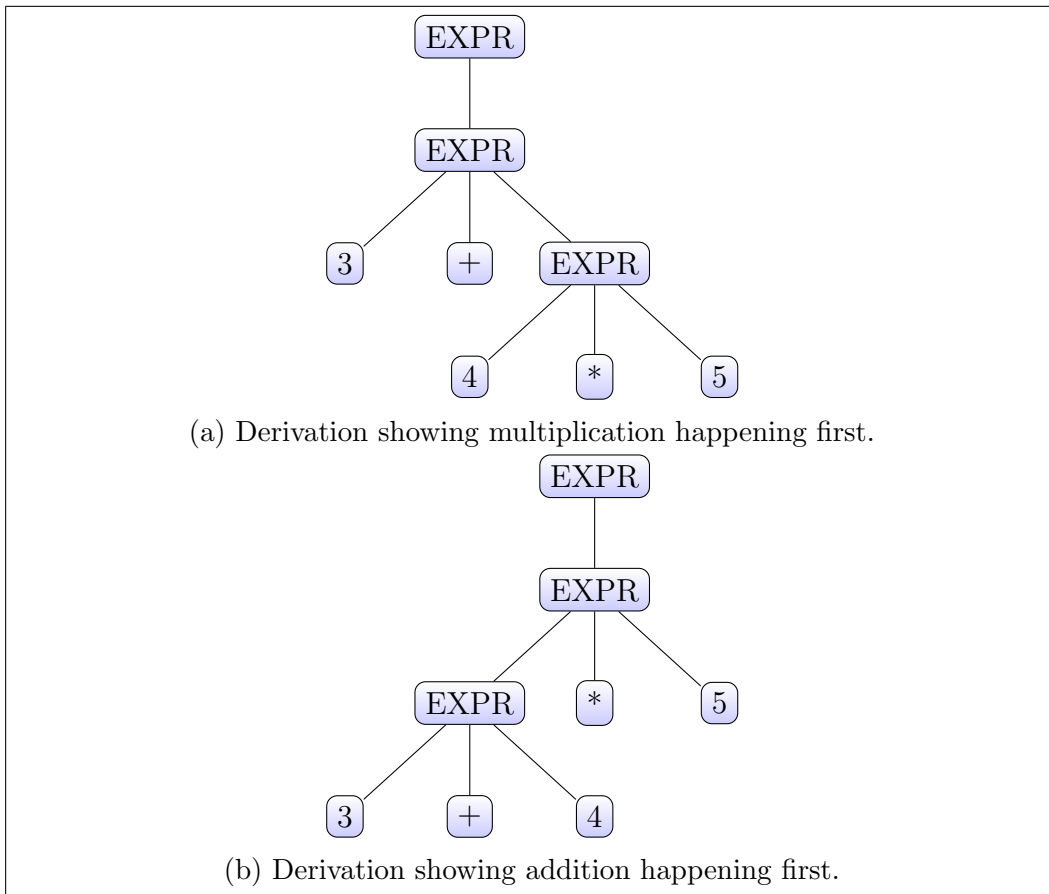 EXPR
EXPR
3 + EXPR
4 * 5
(a) Derivation showing multiplication happening first.
EXPR
EXPR
EXPR * 5
3 + 4
(b) Derivation showing addition happening first.